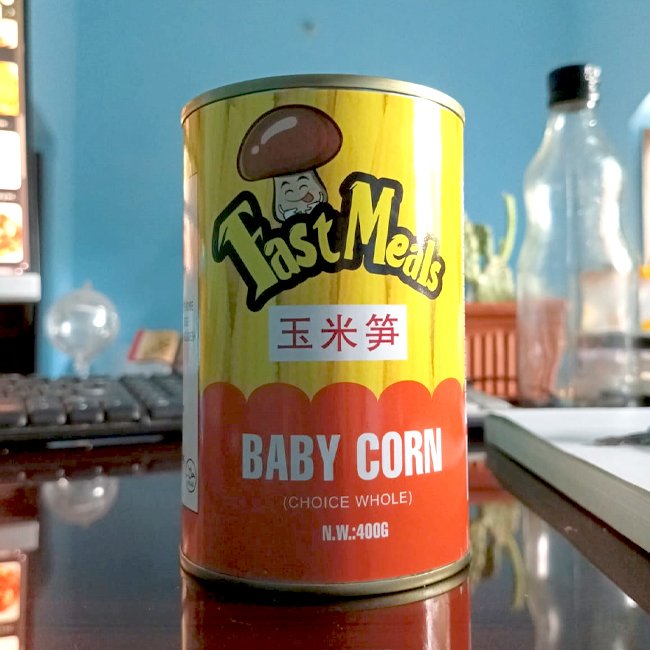 Fast Meals
玉米笋
BABY CORN
(CHOICE WHOLE)
N.W.:400G